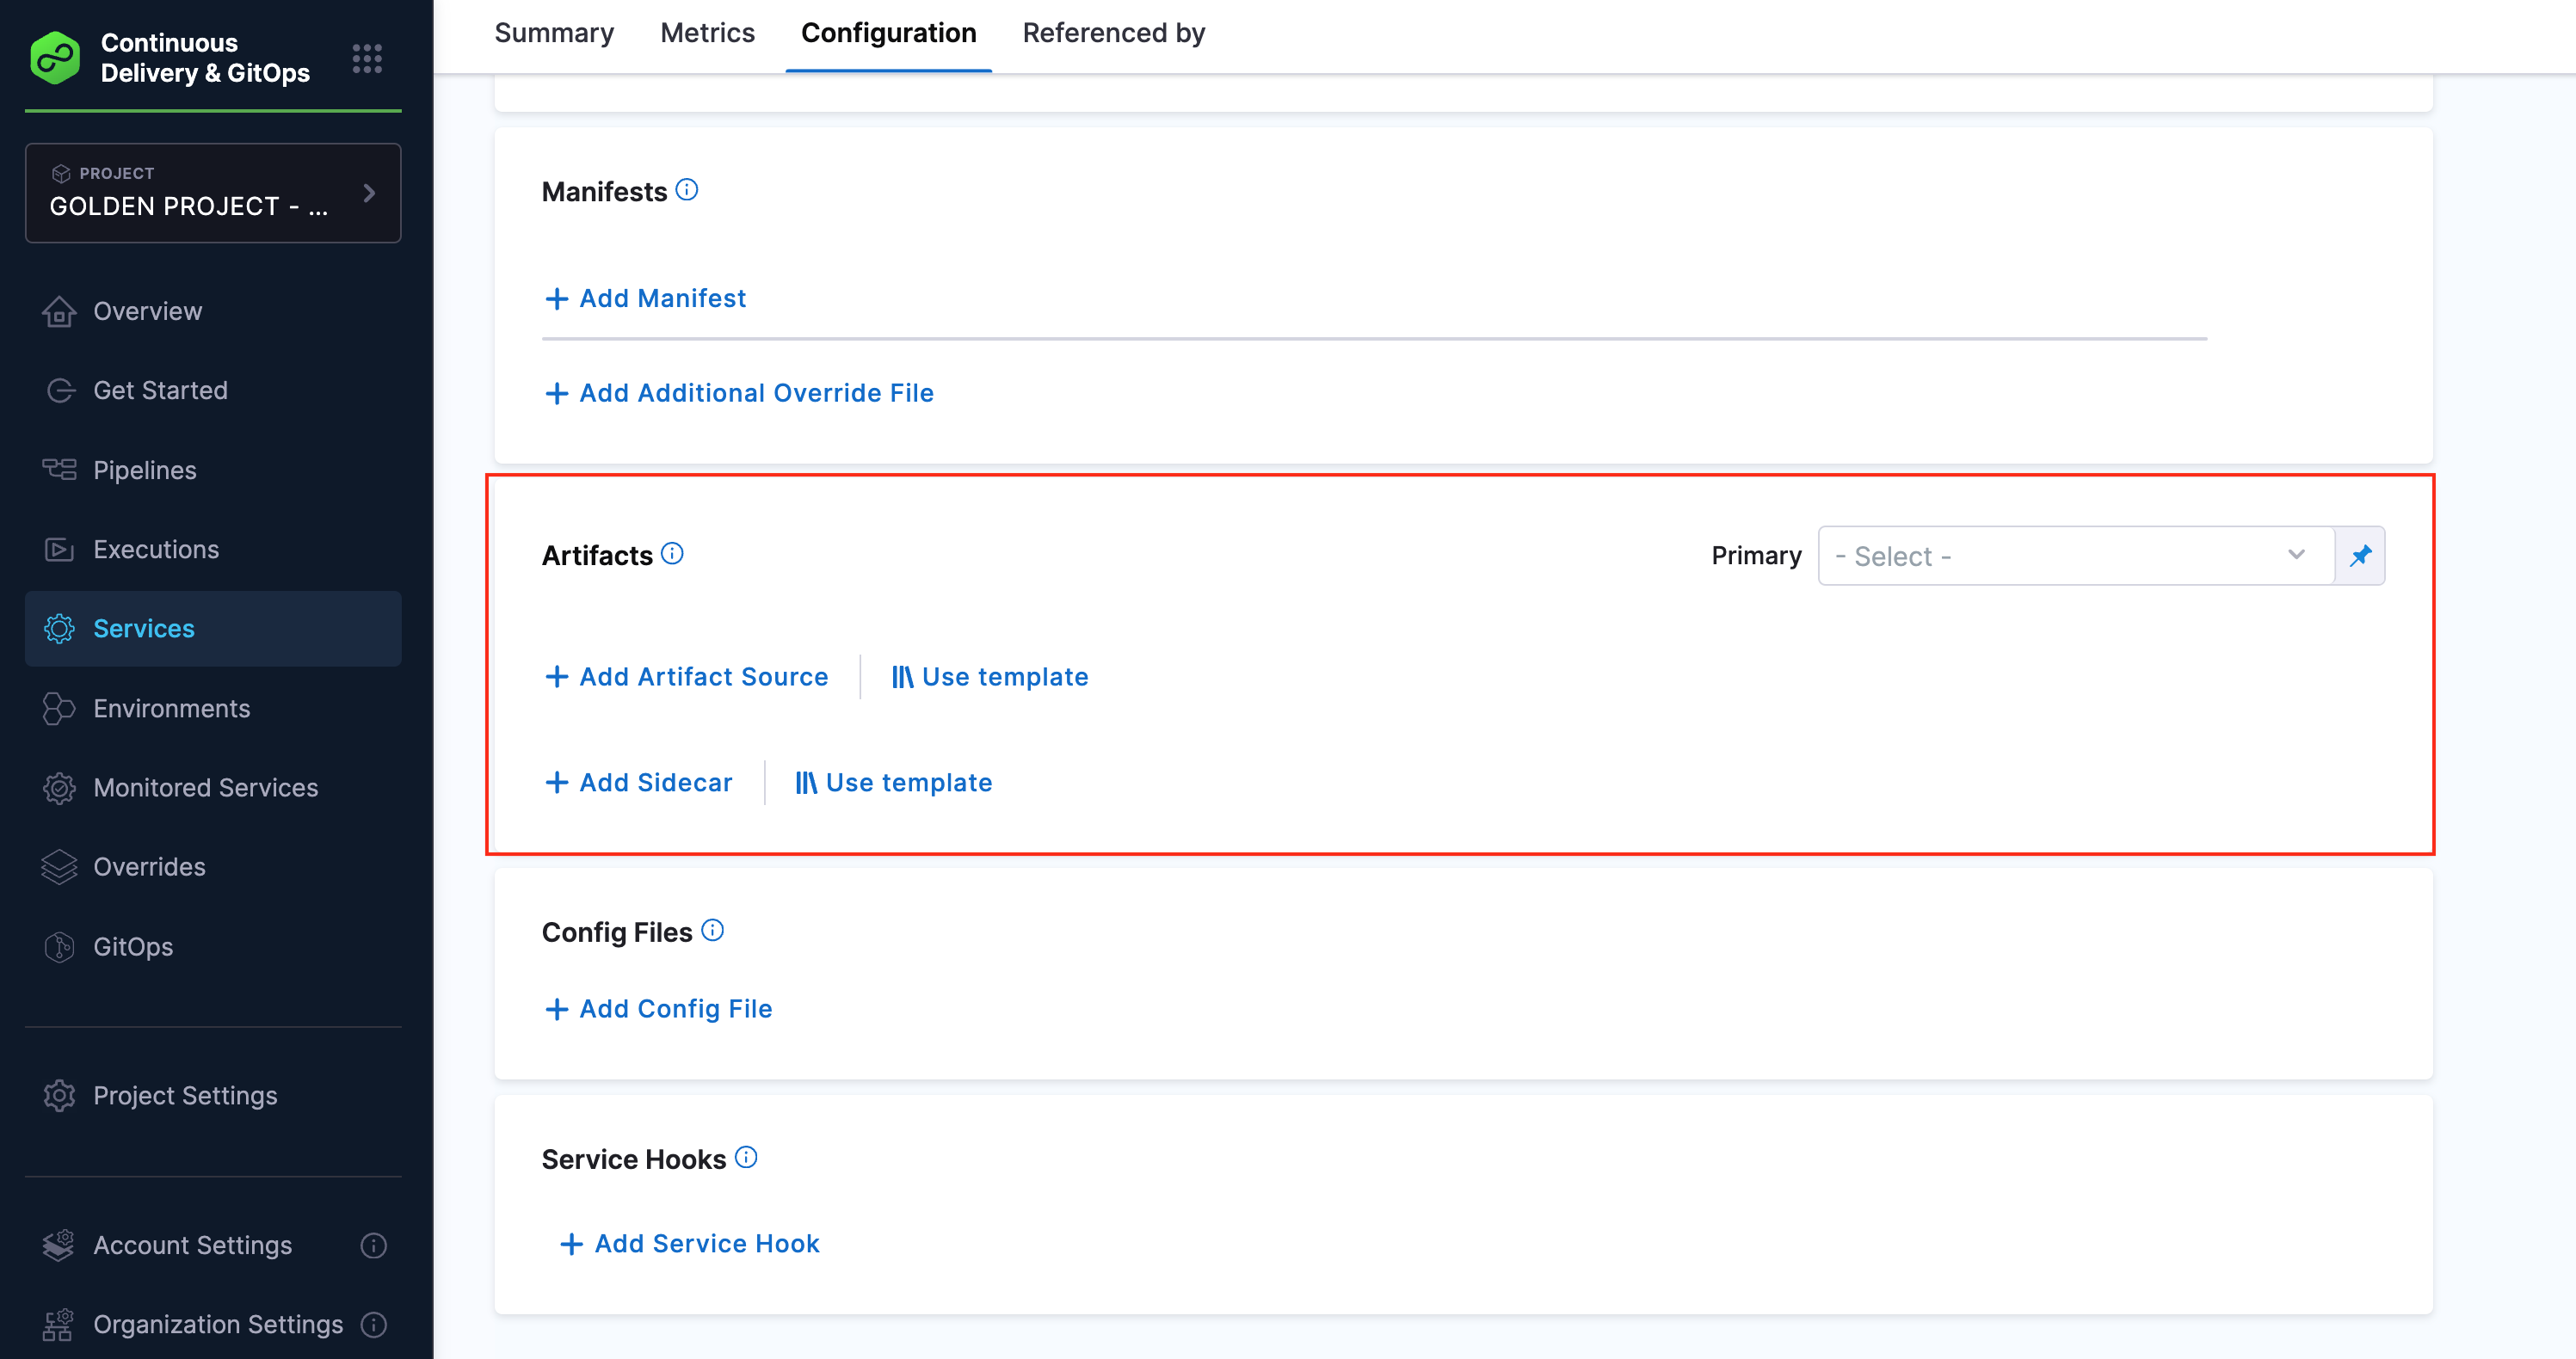 Continuous
Delivery & GitOps
PROJECT
GOLDEN PROJECT - ...
Overview
Get Started
Pipelines
Executions
Services
Environments
Monitored Services
Overrides
GitOps
Project Settings
Account Settings
Organization Settings
Summary Metrics Configuration Referenced by
Manifests
+ Add Manifest
+ Add Additional Override File
Artifacts
Primary - Select -
+ Add Artifact Source Use template
+ Add Sidecar Use template
Config Files
+ Add Config File
Service Hooks
+ Add Service Hook